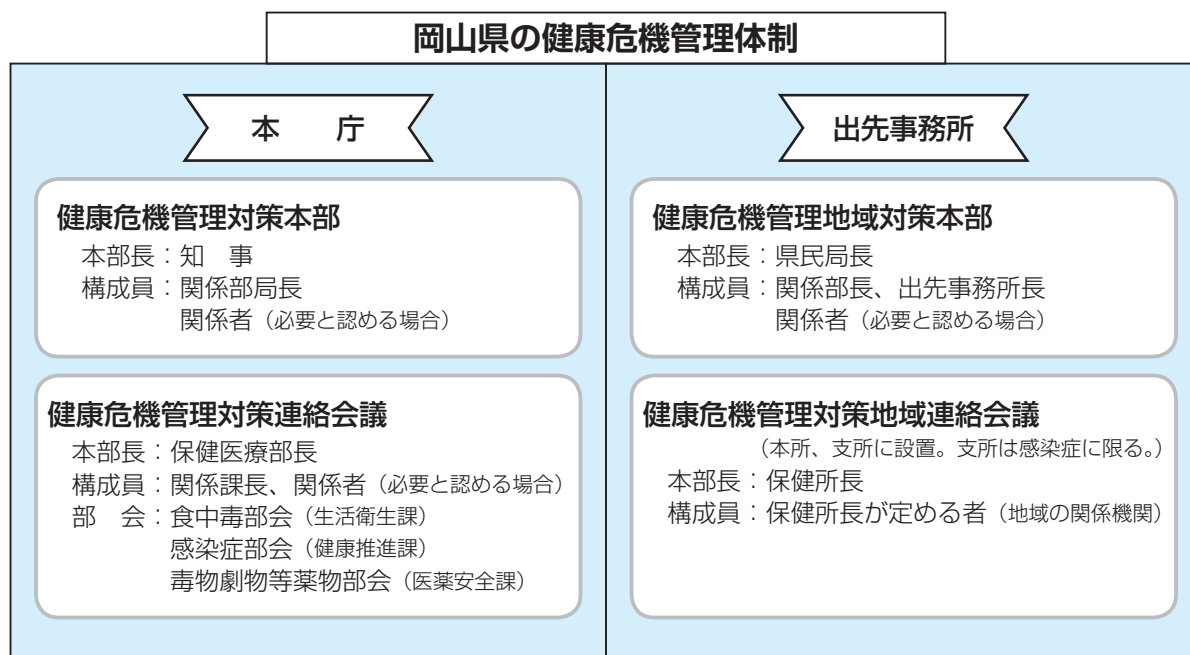 岡山県の健康危機管理体制
本　　庁
健康危機管理対策本部
本部長：知　事
構成員：関係部局長
関係者（必要と認める場合）
健康危機管理対策連絡会議
本部長：保健医療部長
構成員：関係課長、関係者（必要と認める場合）
部　会：食中毒部会（生活衛生課）
感染症部会（健康推進課）
毒物劇物等薬物部会（医薬安全課）
出先事務所
健康危機管理地域対策本部
本部長：県民局長
構成員：関係部長、出先事務所長
関係者（必要と認める場合）
健康危機管理対策地域連絡会議
（本所、支所に設置。支所は感染症に限る。）
本部長：保健所長
構成員：保健所長が定める者（地域の関係機関）